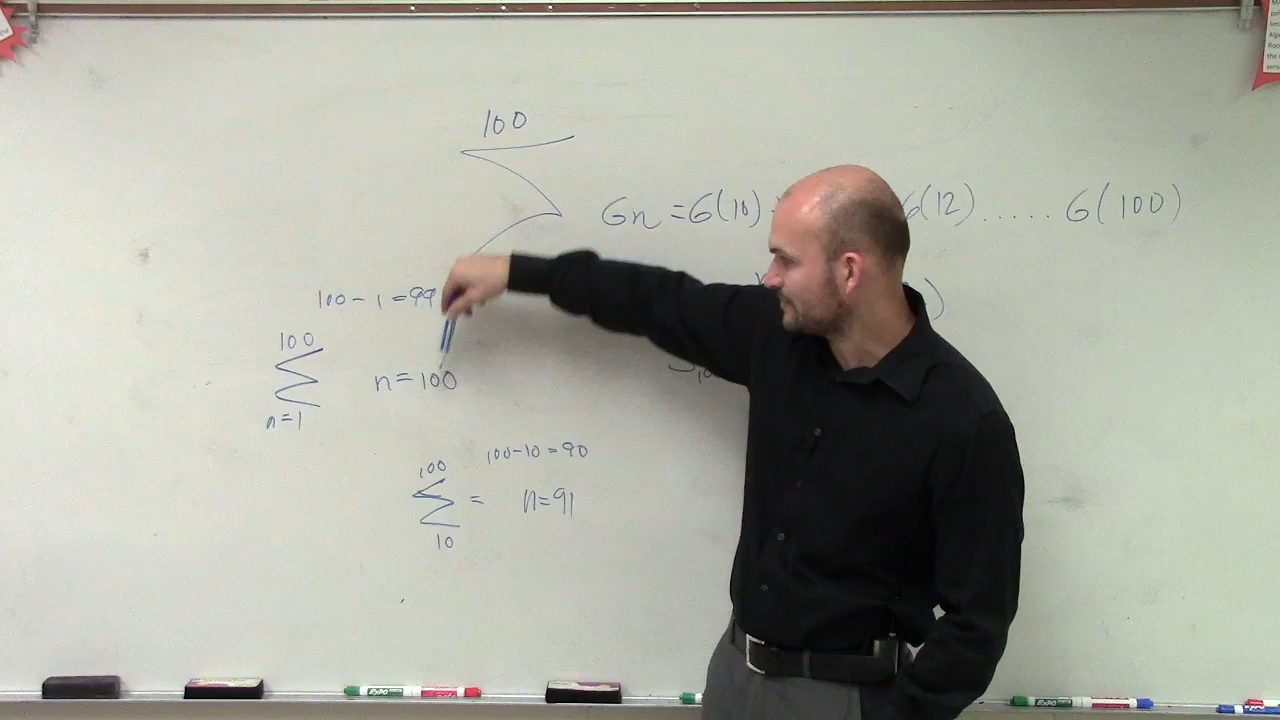 100
6n = 6(10) 6(12) ..... 6(100)
100 - 1 = 99
100
n = 100
n = 1
100
100-10 = 90
= n = 91
10
EXPO
EXPO